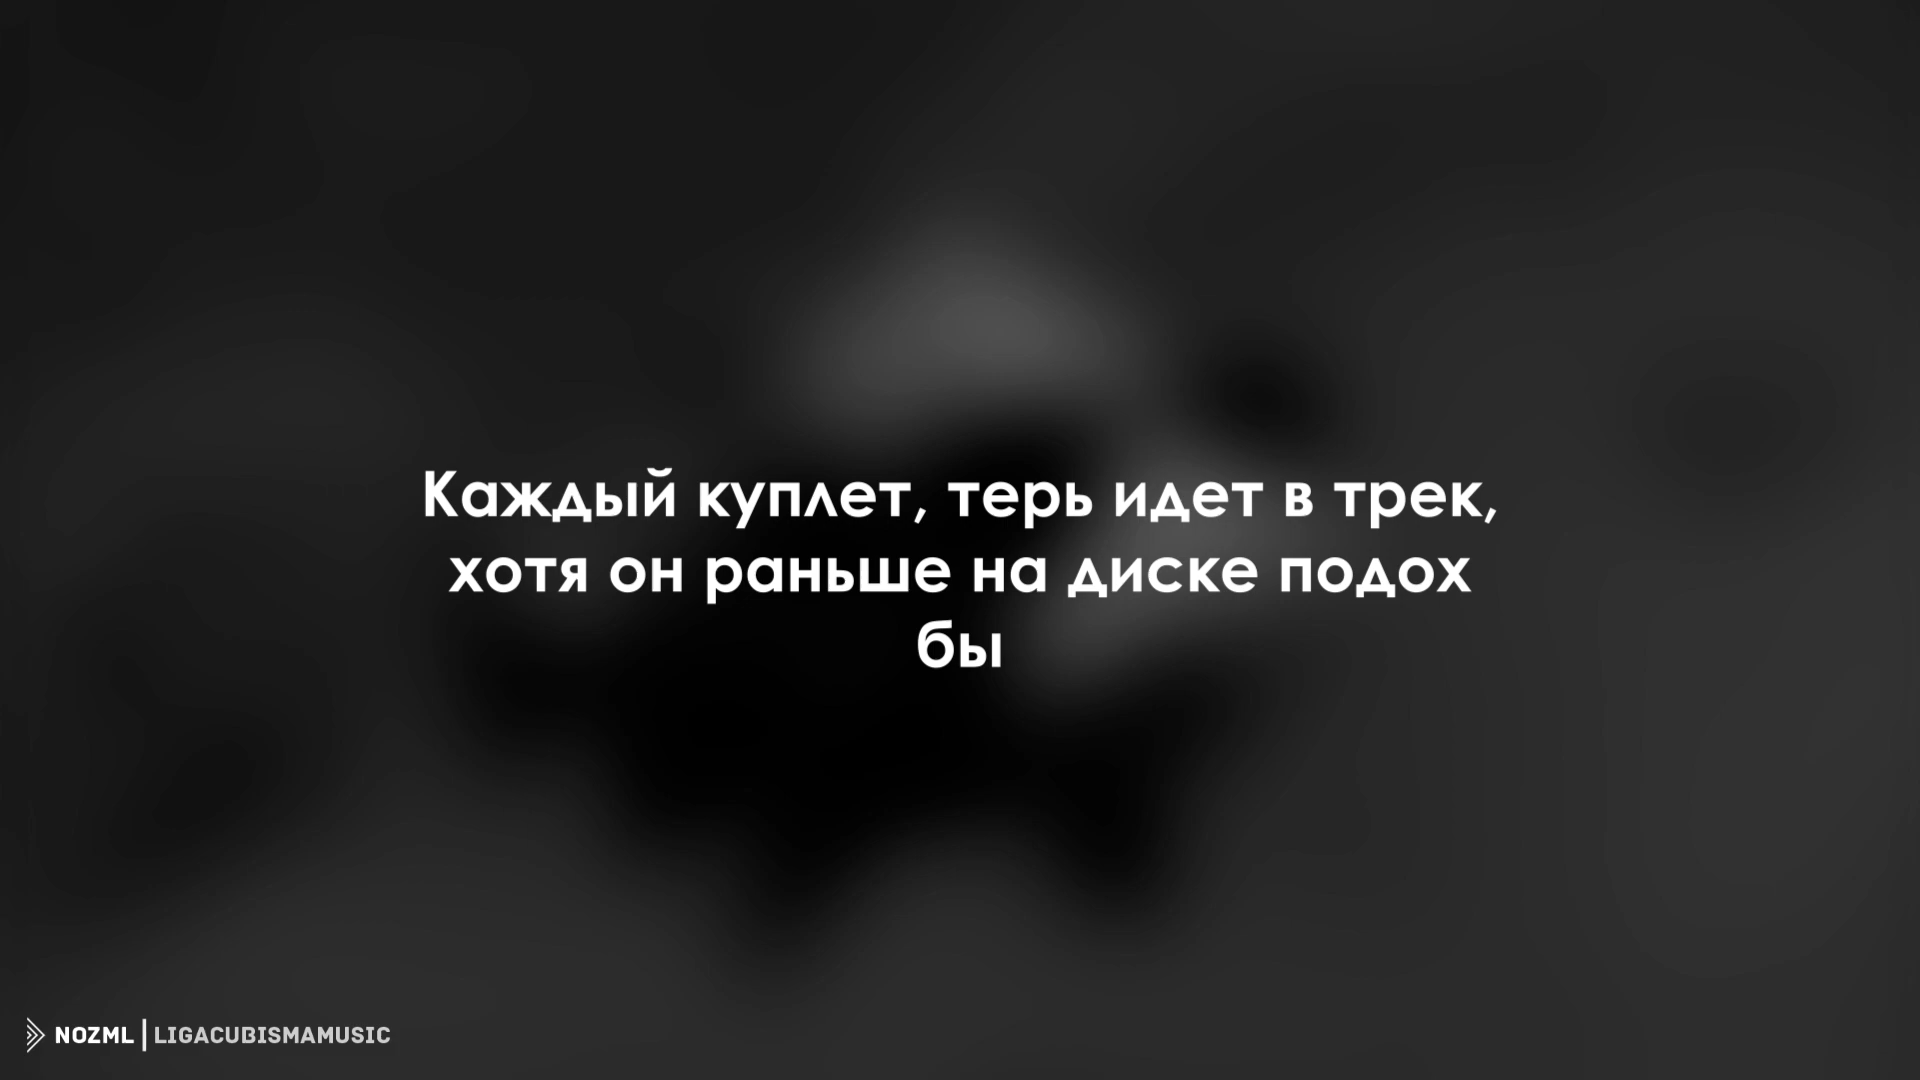 Каждый куплет, терь идет в трек,
хотя он раньше на диске подох
бы
NOZML | LIGACUBISMAMUSIC